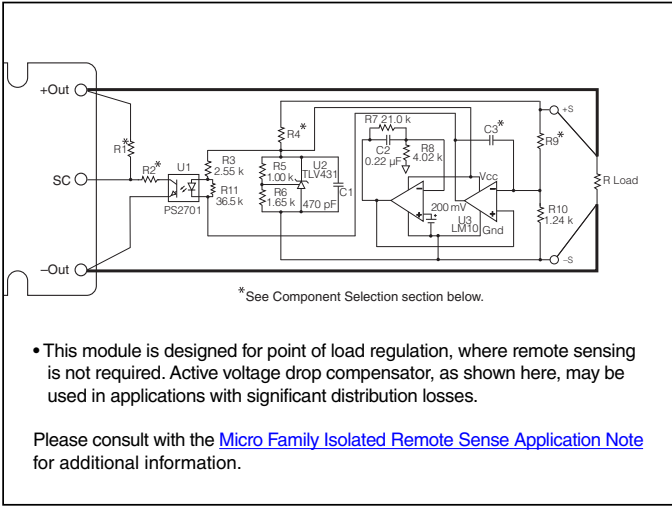 +Out
SC
–Out
R1*
R2*
U1
PS2701
R3
2.55 k
R11
36.5 k
R4*
R5
1.00 k
R6
1.65 k
U2
TLV431
470 pF
C1
R7 21.0 k
C2
0.22 µF
R8
4.02 k
200 mV
U3
LM10
Vcc
Gnd
C3*
+S
R9*
R10
1.24 k
–S
R Load
*See Component Selection section below.
• This module is designed for point of load regulation, where remote sensing
is not required. Active voltage drop compensator, as shown here, may be
used in applications with significant distribution losses.
Please consult with the Micro Family Isolated Remote Sense Application Note
for additional information.